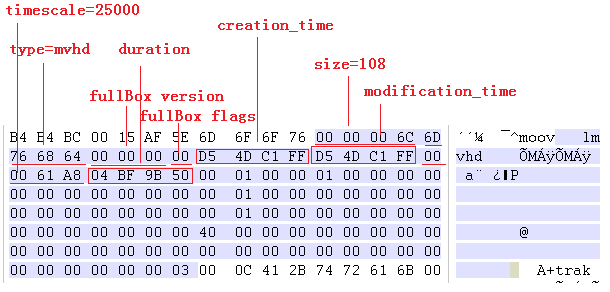 timescale=25000
creation_time
type=mvhd duration
size=108
fullBox version
modification_time
fullBox flags
B4 B4 BC 00 15 AF 5E 6D 6F 6F 76 00 00 00 6C 6D ´´¼ ¯^moov lm
76 68 64 00 00 00 00 D5 4D C1 FF D5 4D C1 FF 00 vhd ÕMÁÿÕMÁÿ
00 61 A8 04 BF 9B 50 00 01 00 00 01 00 00 00 00 a¨ ¿▮P
00 00 00 00 00 00 00 00 01 00 00 00 00 00 00 00
00 00 00 00 00 00 00 00 01 00 00 00 00 00 00 00
00 00 00 00 00 00 00 40 00 00 00 00 00 00 00 00 @
00 00 00 00 00 00 00 00 00 00 00 00 00 00 00 00
00 00 00 00 00 00 03 00 0C 41 2B 74 72 61 6B 00 A+trak